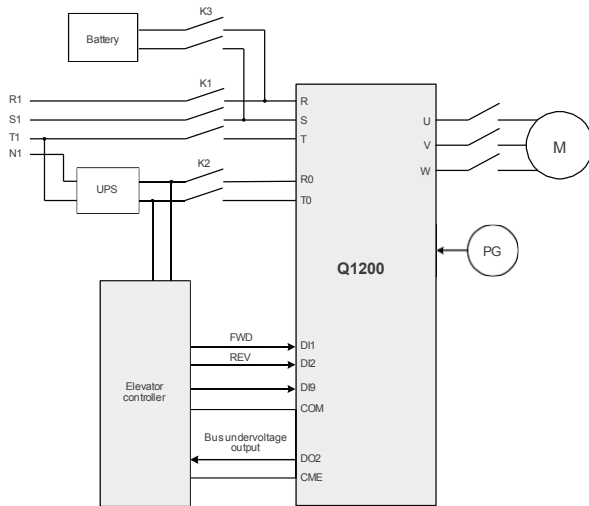 K3
Battery
K1
R1
R
S1
S
U
T1
T
V
M
N1
K2
W
UPS
R0
T0
PG
Q1200
FWD
DI1
REV
DI2
Elevator
controller
DI9
COM
Bus undervoltage
output
DO2
CME